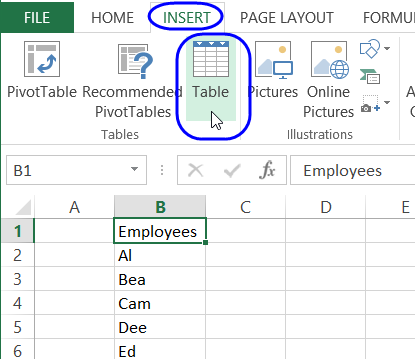 FILE HOME INSERT PAGE LAYOUT FORMU
PivotTable Recommended PivotTables Table Pictures Online Pictures
Tables Illustrations
B1 fx Employees
A B C D E
1 Employees
2 Al
3 Bea
4 Cam
5 Dee
6 Ed